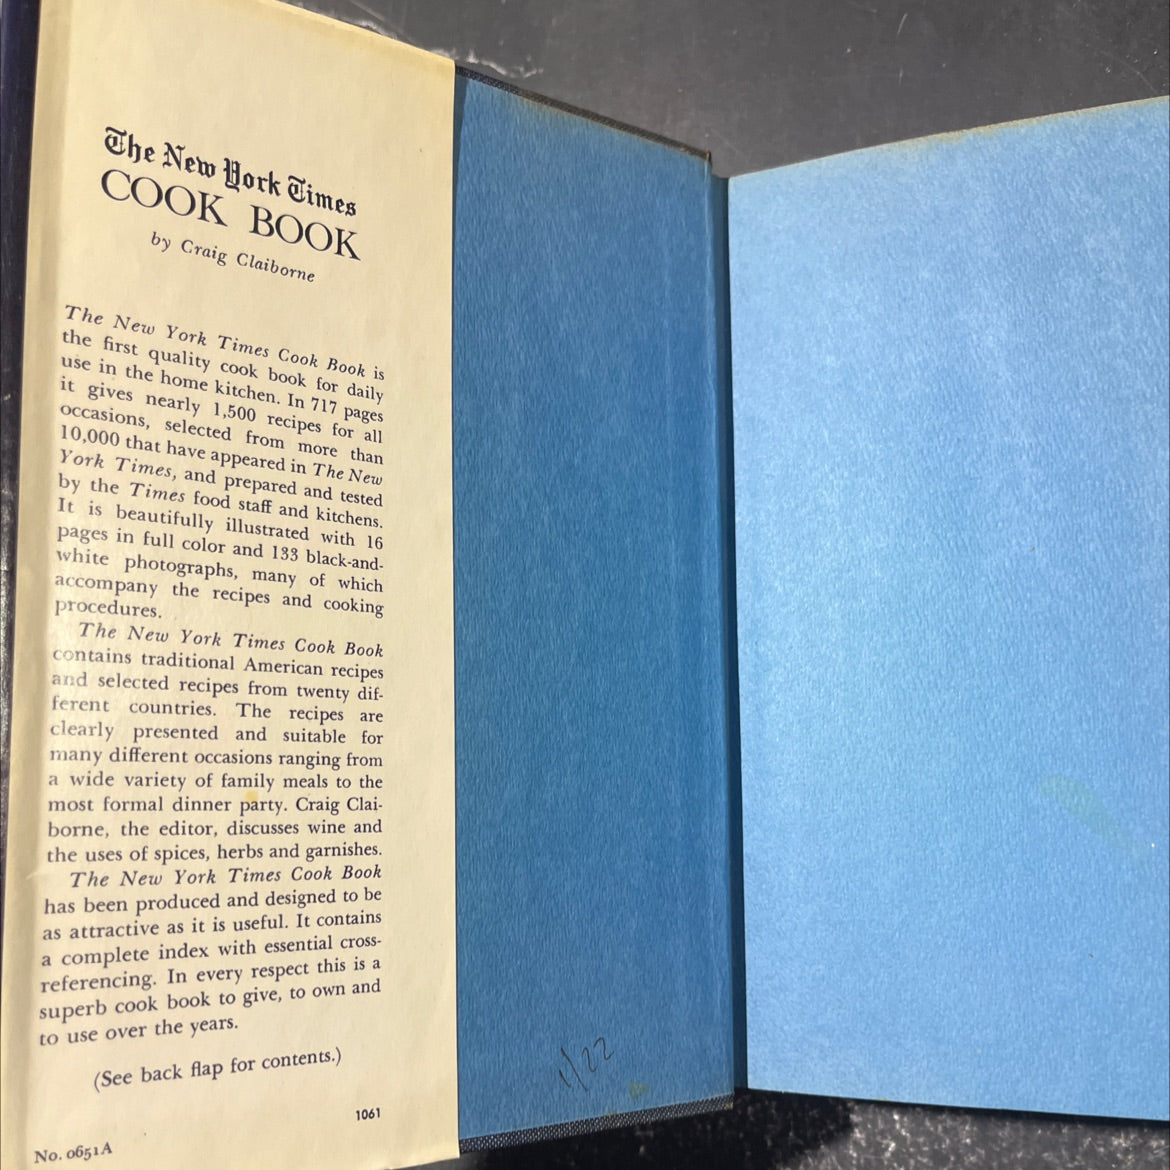 The New York Times
COOK BOOK
by Craig Claiborne
The New York Times Cook Book is
the first quality cook book for daily
use in the home kitchen. In 717 pages
it gives nearly 1,500 recipes for all
occasions, selected from more than
10,000 that have appeared in The New
York Times, and prepared and tested
by the Times food staff and kitchens.
It is beautifully illustrated with 16
pages in full color and 133 black-and-
white photographs, many of which
accompany the recipes and cooking
procedures.
The New York Times Cook Book
contains traditional American recipes
and selected recipes from twenty dif-
ferent countries. The recipes are
clearly presented and suitable for
many different occasions ranging from
a wide variety of family meals to the
most formal dinner party. Craig Clai-
borne, the editor, discusses wine and
the uses of spices, herbs and garnishes.
The New York Times Cook Book
has been produced and designed to be
as attractive as it is useful. It contains
a complete index with essential cross-
referencing. In every respect this is a
superb cook book to give, to own and
to use over the years.
(See back flap for contents.)
1061
No. 0651A
1/22